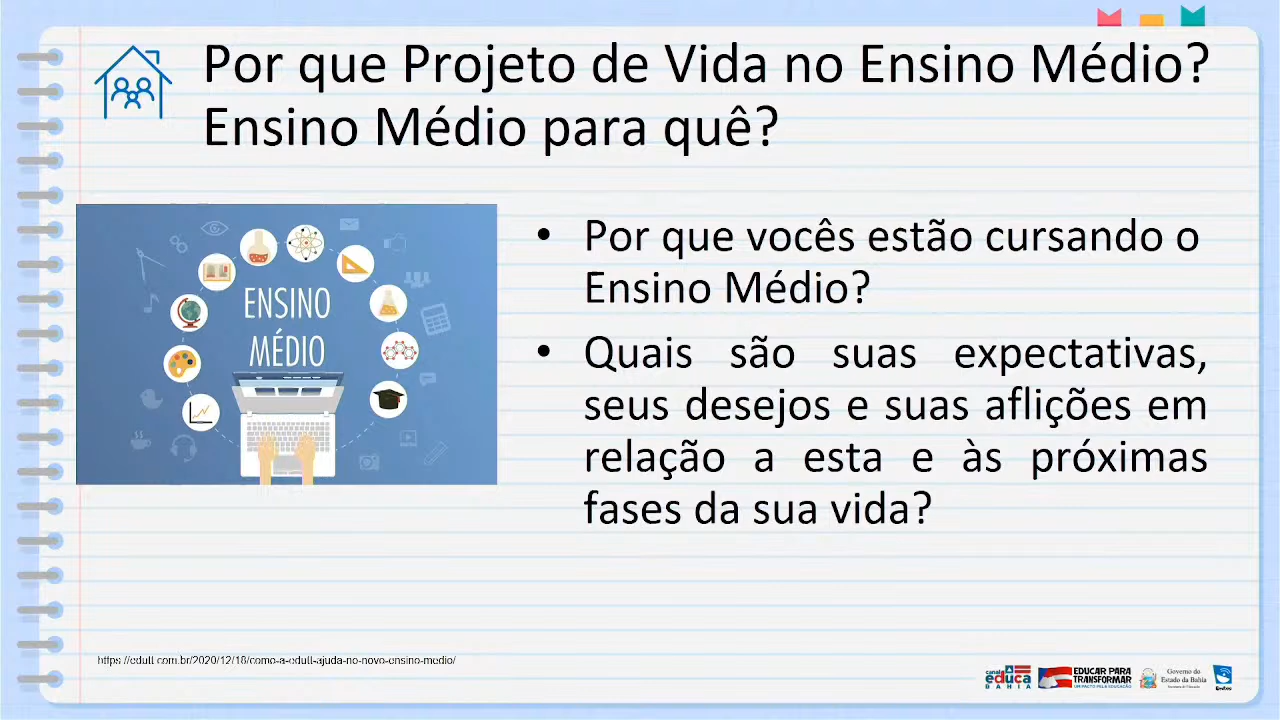 Por que Projeto de Vida no Ensino Médio?
Ensino Médio para quê?
ENSINO
MÉDIO
• Por que vocês estão cursando o
Ensino Médio?
• Quais são suas expectativas,
seus desejos e suas aflições em
relação a esta e às próximas
fases da sua vida?
https://edull.com.br/2020/12/18/como-a-edull-ajuda-no-novo-ensino-medio/
canal
educa
BAHIA
EDUCAR PARA
TRANSFORMAR
UM PACTO PELA EDUCAÇÃO
Governo do
Estado da Bahia
Secretaria da Educação